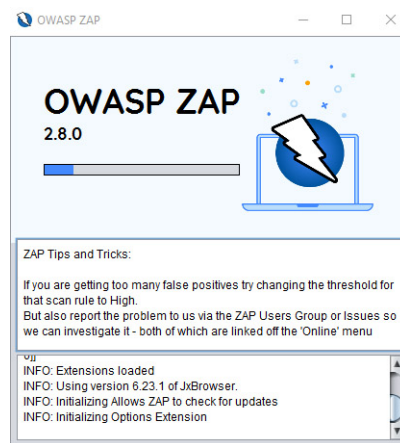 OWASP ZAP
OWASP ZAP
2.8.0
ZAP Tips and Tricks:
If you are getting too many false positives try changing the threshold for
that scan rule to High.
But also report the problem to us via the ZAP Users Group or Issues so
we can investigate it - both of which are linked off the 'Online' menu
INFO: Extensions loaded
INFO: Using version 6.23.1 of JxBrowser.
INFO: Initializing Allows ZAP to check for updates
INFO: Initializing Options Extension